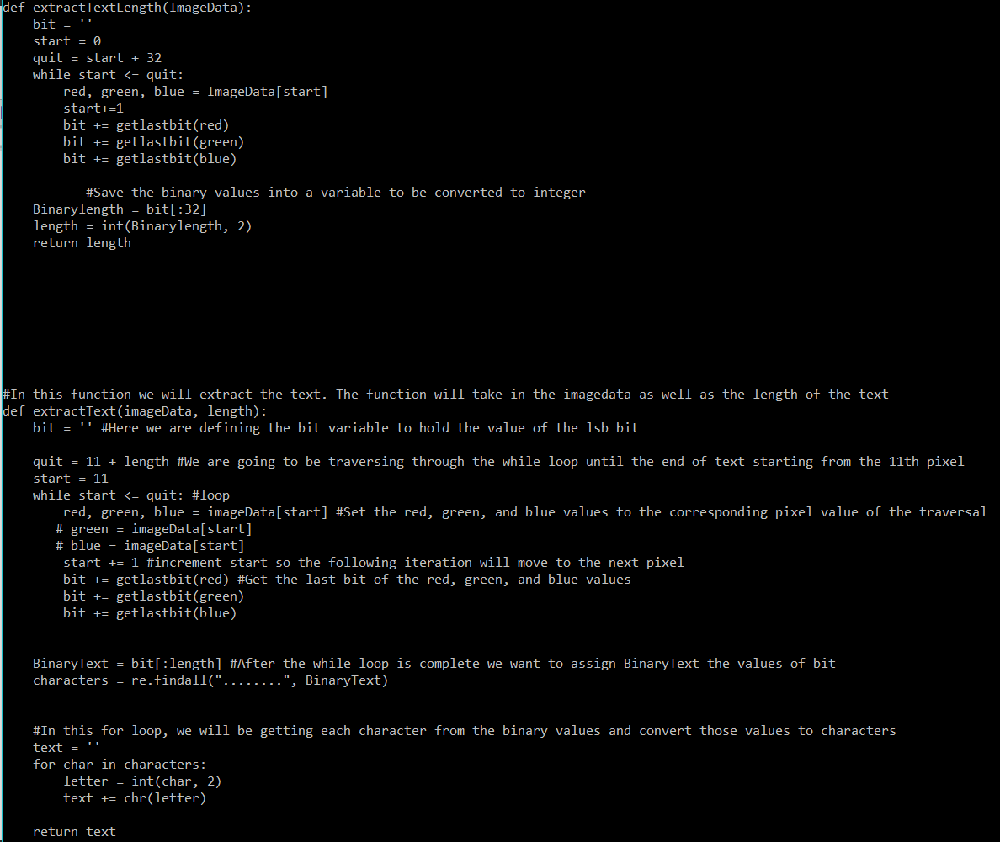 def extractTextLength(ImageData):
    bit = ''
    start = 0
    quit = start + 32
    while start <= quit:
        red, green, blue = ImageData[start]
        start+=1
        bit += getlastbit(red)
        bit += getlastbit(green)
        bit += getlastbit(blue)
           #Save the binary values into a variable to be converted to integer
    Binarylength = bit[:32]
    length = int(Binarylength, 2)
    return length
#In this function we will extract the text. The function will take in the imagedata as well as the length of the text
def extractText(imageData, length):
    bit = '' #Here we are defining the bit variable to hold the value of the lsb bit
    quit = 11 + length #We are going to be traversing through the while loop until the end of text starting from the 11th pixel
    start = 11
    while start <= quit: #loop
        red, green, blue = imageData[start] #Set the red, green, and blue values to the corresponding pixel value of the traversal
       # green = imageData[start]
       # blue = imageData[start]
        start += 1 #increment start so the following iteration will move to the next pixel
        bit += getlastbit(red) #Get the last bit of the red, green, and blue values
        bit += getlastbit(green)
        bit += getlastbit(blue)
    BinaryText = bit[:length] #After the while loop is complete we want to assign BinaryText the values of bit
    characters = re.findall("........", BinaryText)
    #In this for loop, we will be getting each character from the binary values and convert those values to characters
    text = ''
    for char in characters:
        letter = int(char, 2)
        text += chr(letter)
    return text